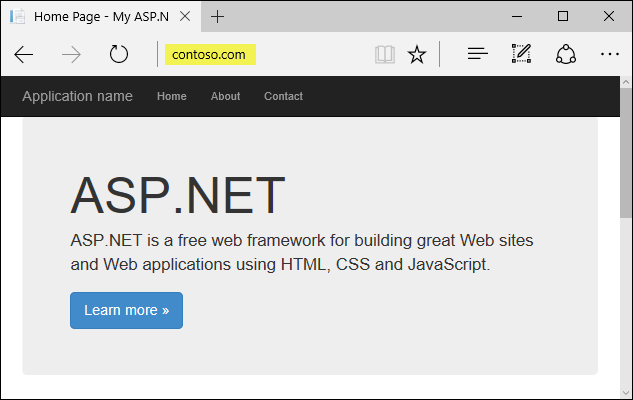 Home Page - My ASP.N
contoso.com
Application name Home About Contact
ASP.NET
ASP.NET is a free web framework for building great Web sites
and Web applications using HTML, CSS and JavaScript.
Learn more »